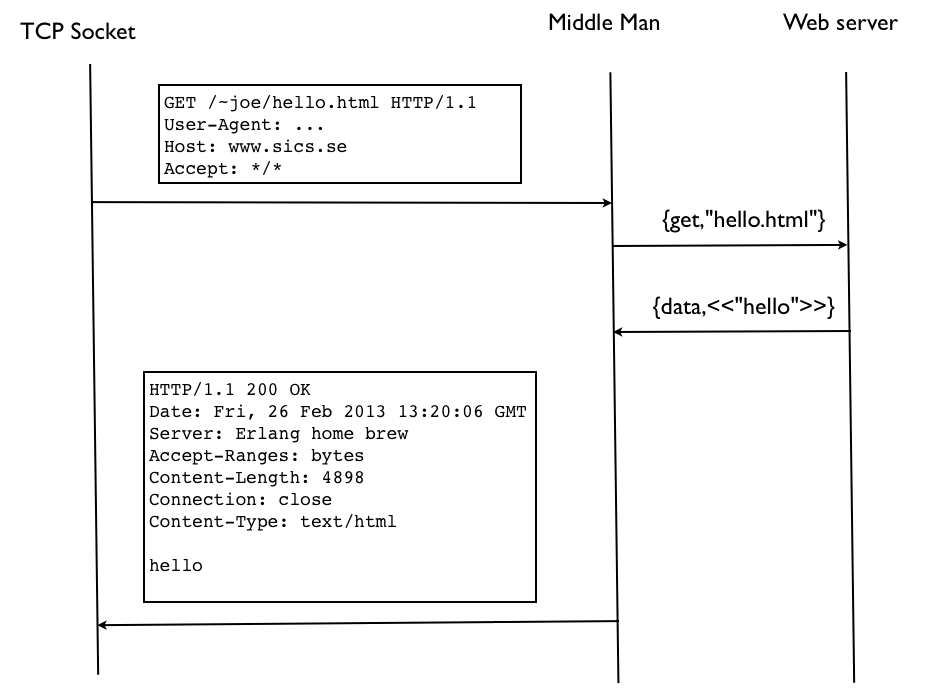 TCP Socket
Middle Man
Web server
GET /~joe/hello.html HTTP/1.1
User-Agent: ...
Host: www.sics.se
Accept: */*
{get,"hello.html"}
{data,<<"hello">>}
HTTP/1.1 200 OK
Date: Fri, 26 Feb 2013 13:20:06 GMT
Server: Erlang home brew
Accept-Ranges: bytes
Content-Length: 4898
Connection: close
Content-Type: text/html
hello